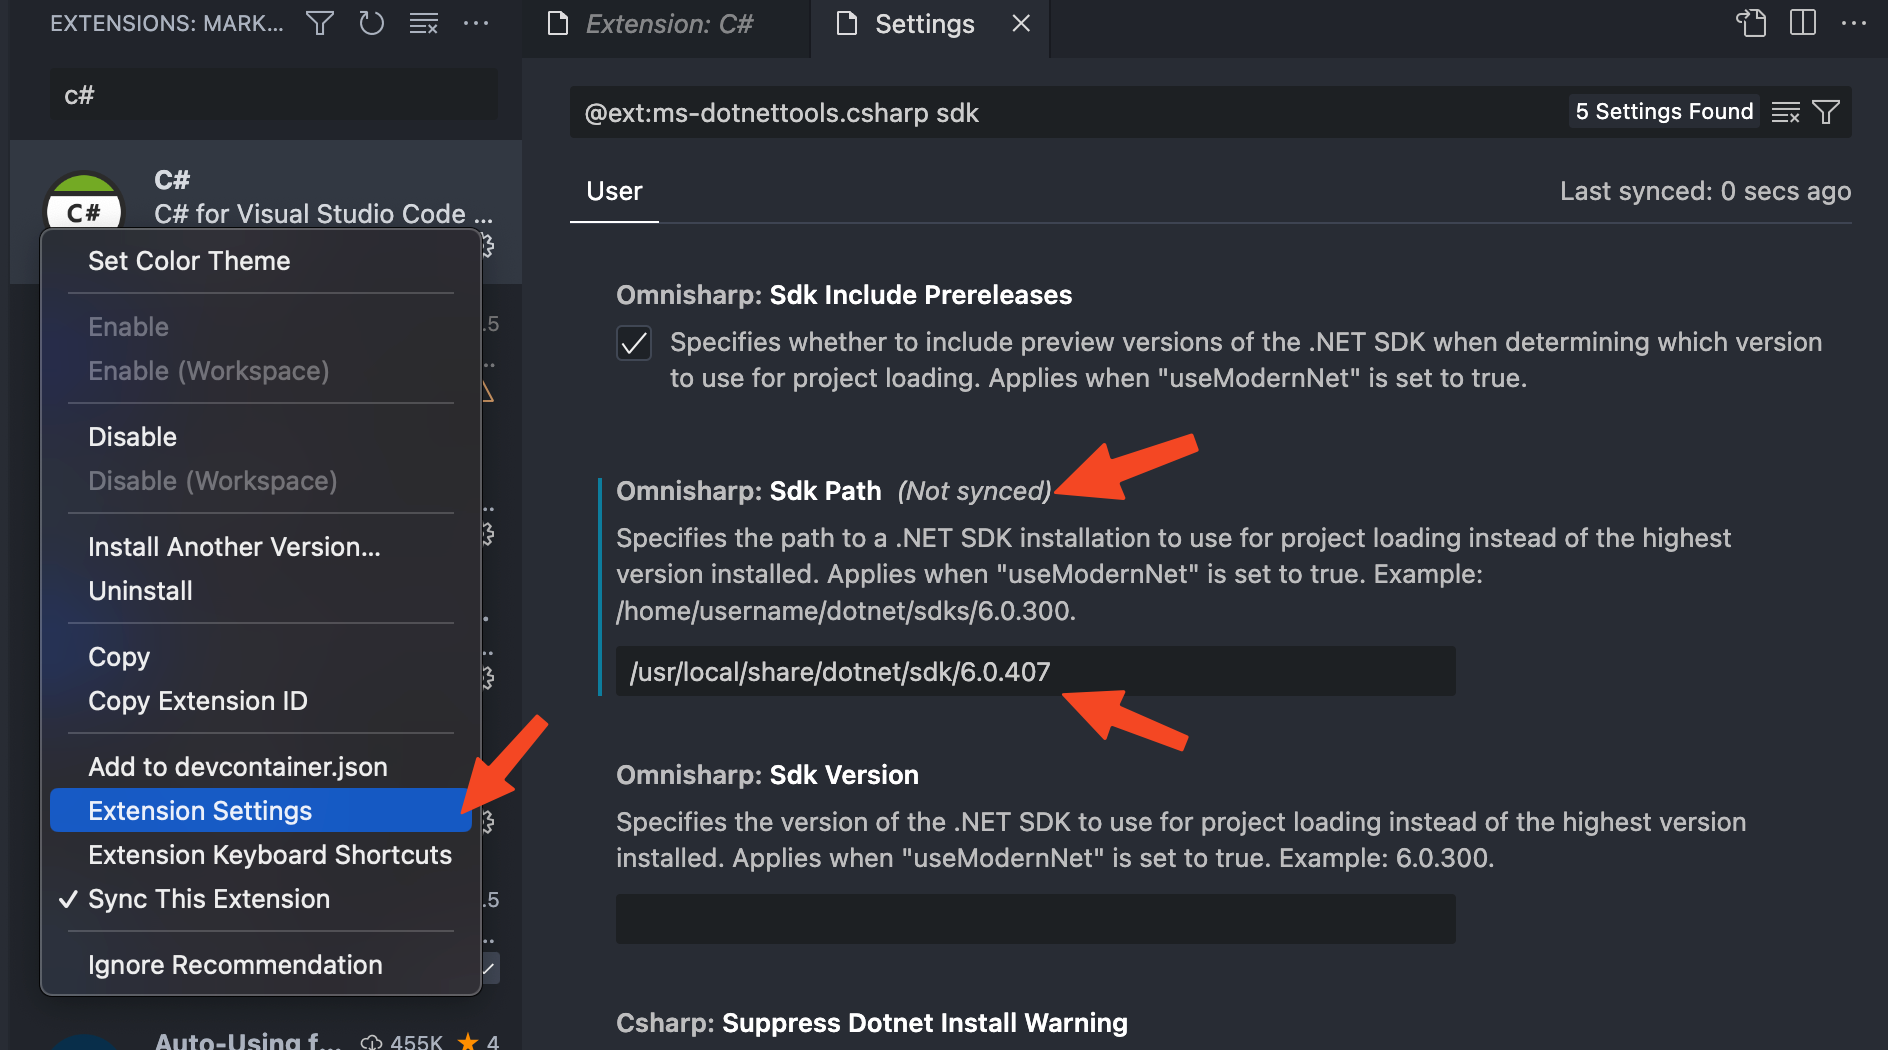 EXTENSIONS: MARK...
c#
C#
C#
C# for Visual Studio Code ...
Set Color Theme
Enable
.5
Enable (Workspace)
Disable
Disable (Workspace)
Install Another Version...
Uninstall
Copy
Copy Extension ID
Add to devcontainer.json
Extension Settings
Extension Keyboard Shortcuts
Sync This Extension
.5
Ignore Recommendation
Auto-Using f... 455K 4
Extension: C#
Settings
@ext:ms-dotnettools.csharp sdk
5 Settings Found
User
Last synced: 0 secs ago
Omnisharp: Sdk Include Prereleases
Specifies whether to include preview versions of the .NET SDK when determining which version
to use for project loading. Applies when "useModernNet" is set to true.
Omnisharp: Sdk Path (Not synced)
Specifies the path to a .NET SDK installation to use for project loading instead of the highest
version installed. Applies when "useModernNet" is set to true. Example:
/home/username/dotnet/sdks/6.0.300.
/usr/local/share/dotnet/sdk/6.0.407
Omnisharp: Sdk Version
Specifies the version of the .NET SDK to use for project loading instead of the highest version
installed. Applies when "useModernNet" is set to true. Example: 6.0.300.
Csharp: Suppress Dotnet Install Warning